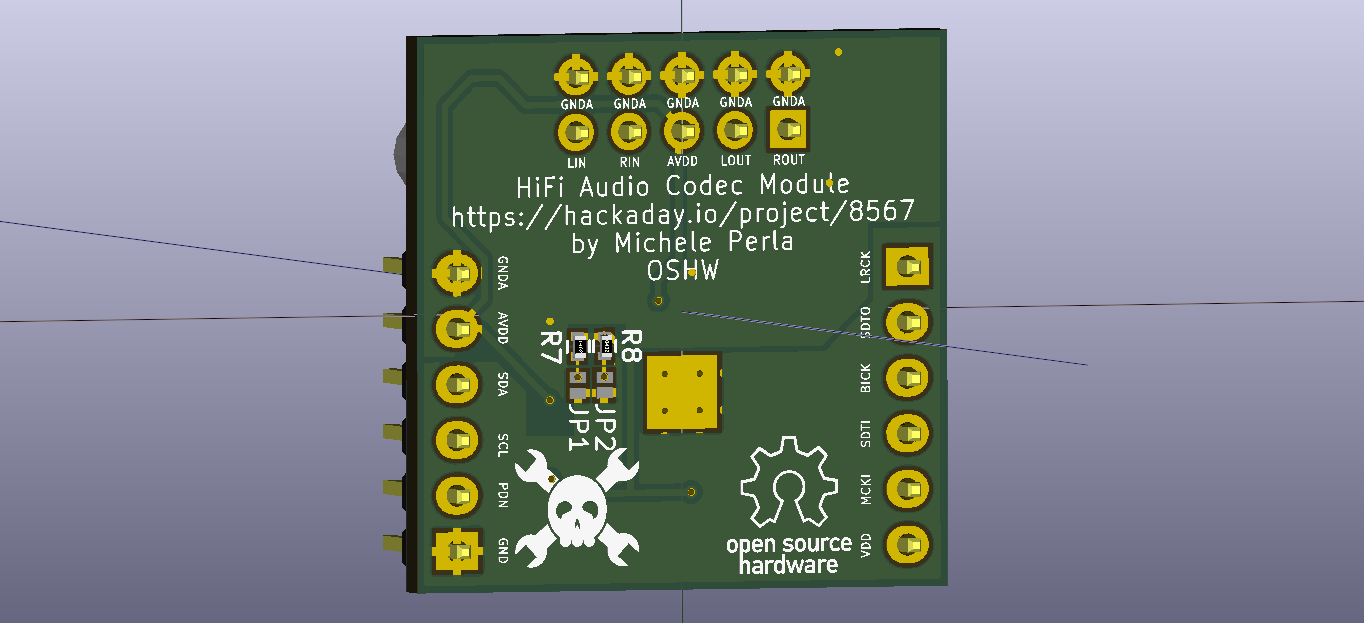 GNDA GNDA GNDA GNDA GNDA
LIN RIN AVDD LOUT ROUT
HiFi Audio Codec Module
https://hackaday.io/project/8567
by Michele Perla
OSHW
GNDA
AVDD
SDA
SCL
PDN
GND
R7 R8
JP1 JP2
LRCK
SDTO
BICK
SDTI
MCKI
VDD
open source
hardware